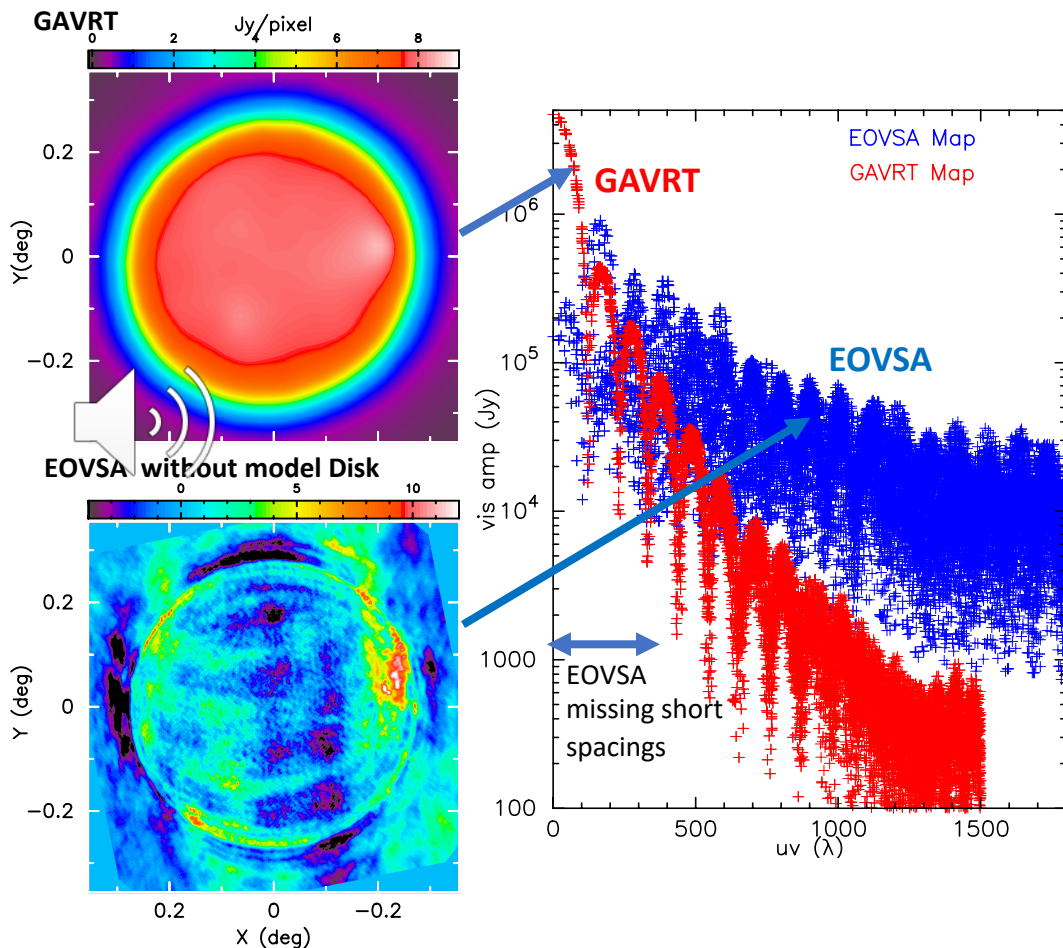 GAVRT
Jy/pixel
0 2 4 6 8
Y(deg)
0.2
0
−0.2
EOVSA without model Disk
0 5 10
Y (deg)
0.2
0
−0.2
0.2 0 −0.2
X (deg)
EOVSA Map
GAVRT Map
GAVRT
EOVSA
vis amp (Jy)
10⁶
10⁵
10⁴
1000
100
EOVSA
missing short
spacings
0 500 1000 1500
uv (λ)